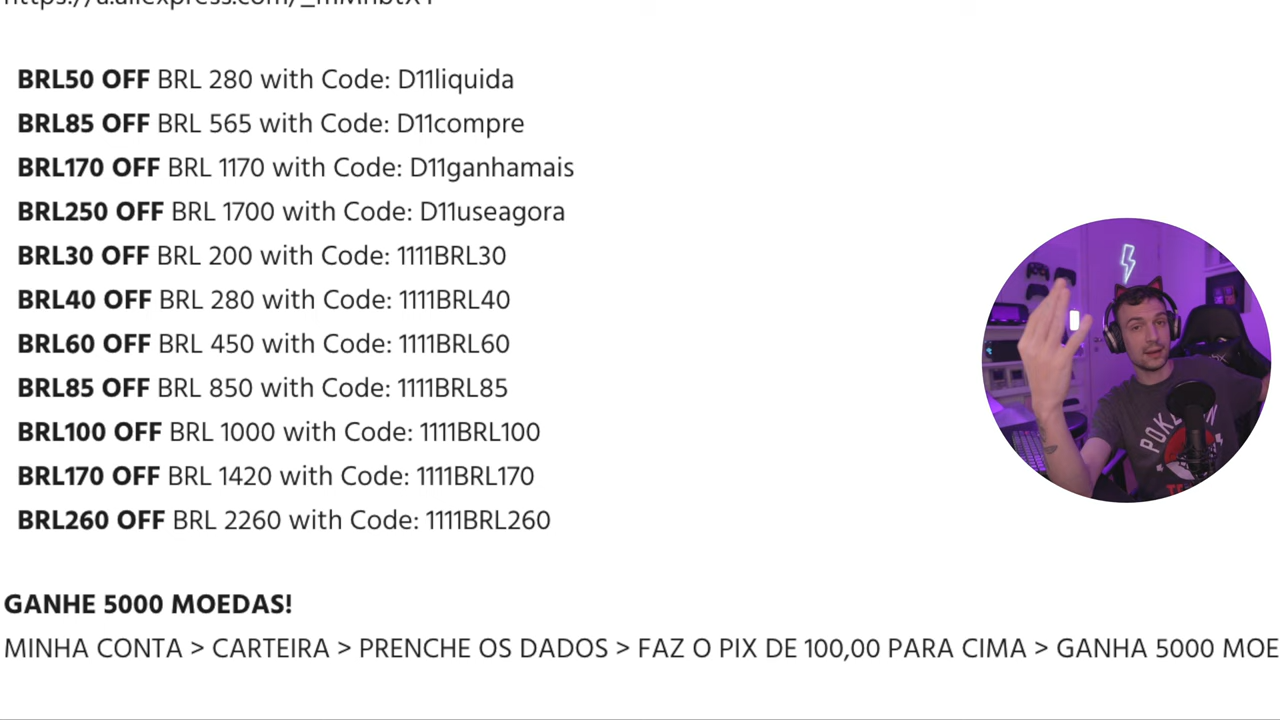 BRL50 OFF BRL 280 with Code: D11liquida
BRL85 OFF BRL 565 with Code: D11compre
BRL170 OFF BRL 1170 with Code: D11ganhamais
BRL250 OFF BRL 1700 with Code: D11useagora
BRL30 OFF BRL 200 with Code: 1111BRL30
BRL40 OFF BRL 280 with Code: 1111BRL40
BRL60 OFF BRL 450 with Code: 1111BRL60
BRL85 OFF BRL 850 with Code: 1111BRL85
BRL100 OFF BRL 1000 with Code: 1111BRL100
BRL170 OFF BRL 1420 with Code: 1111BRL170
BRL260 OFF BRL 2260 with Code: 1111BRL260
GANHE 5000 MOEDAS!
MINHA CONTA > CARTEIRA > PRENCHE OS DADOS > FAZ O PIX DE 100,00 PARA CIMA > GANHA 5000 MOE